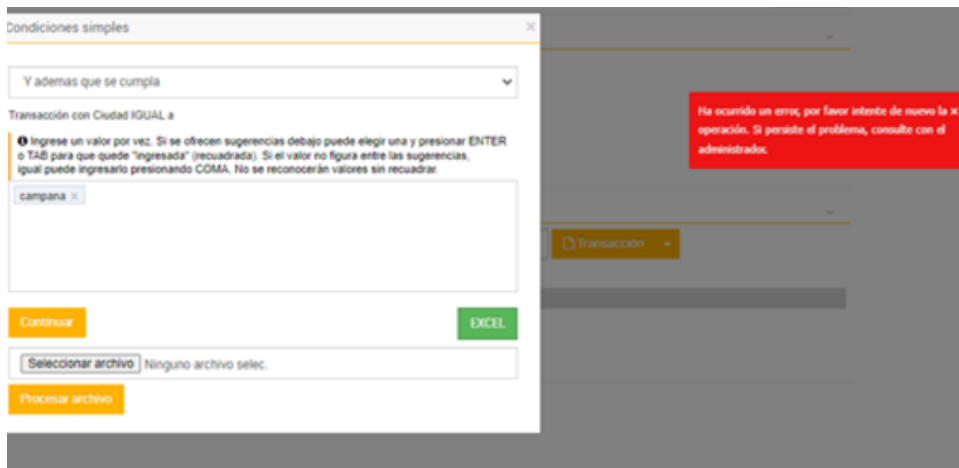 Condiciones simples
×
Y ademas que se cumpla
Transacción con Ciudad IGUAL a
Ingrese un valor por vez. Si se ofrecen sugerencias debajo puede elegir una y presionar ENTER
o TAB para que quede "ingresada" (recuadrada). Si el valor no figura entre las sugerencias,
igual puede ingresarlo presionando COMA. No se reconocerán valores sin recuadrar.
campana ×
Continuar
EXCEL
Seleccionar archivo Ninguno archivo selec.
Procesar archivo
Ha ocurrido un error, por favor intente de nuevo la ×
operación. Si persiste el problema, consulte con el
administrador.
Transacción